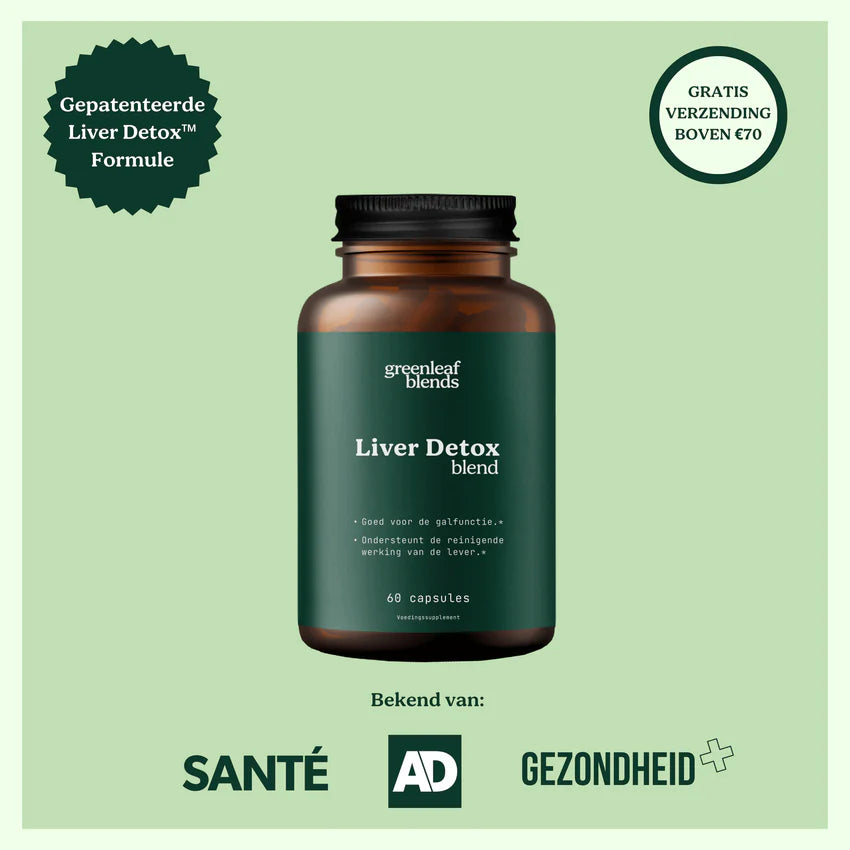 Gepatenteerde
Liver Detox™
Formule
GRATIS
VERZENDING
BOVEN €70
greenleaf
blends
Liver Detox
blend
• Goed voor de galfunctie.*
• Ondersteunt de reinigende
werking van de lever.*
60 capsules
Voedingssupplement
Bekend van:
SANTÉ
AD
GEZONDHEID+